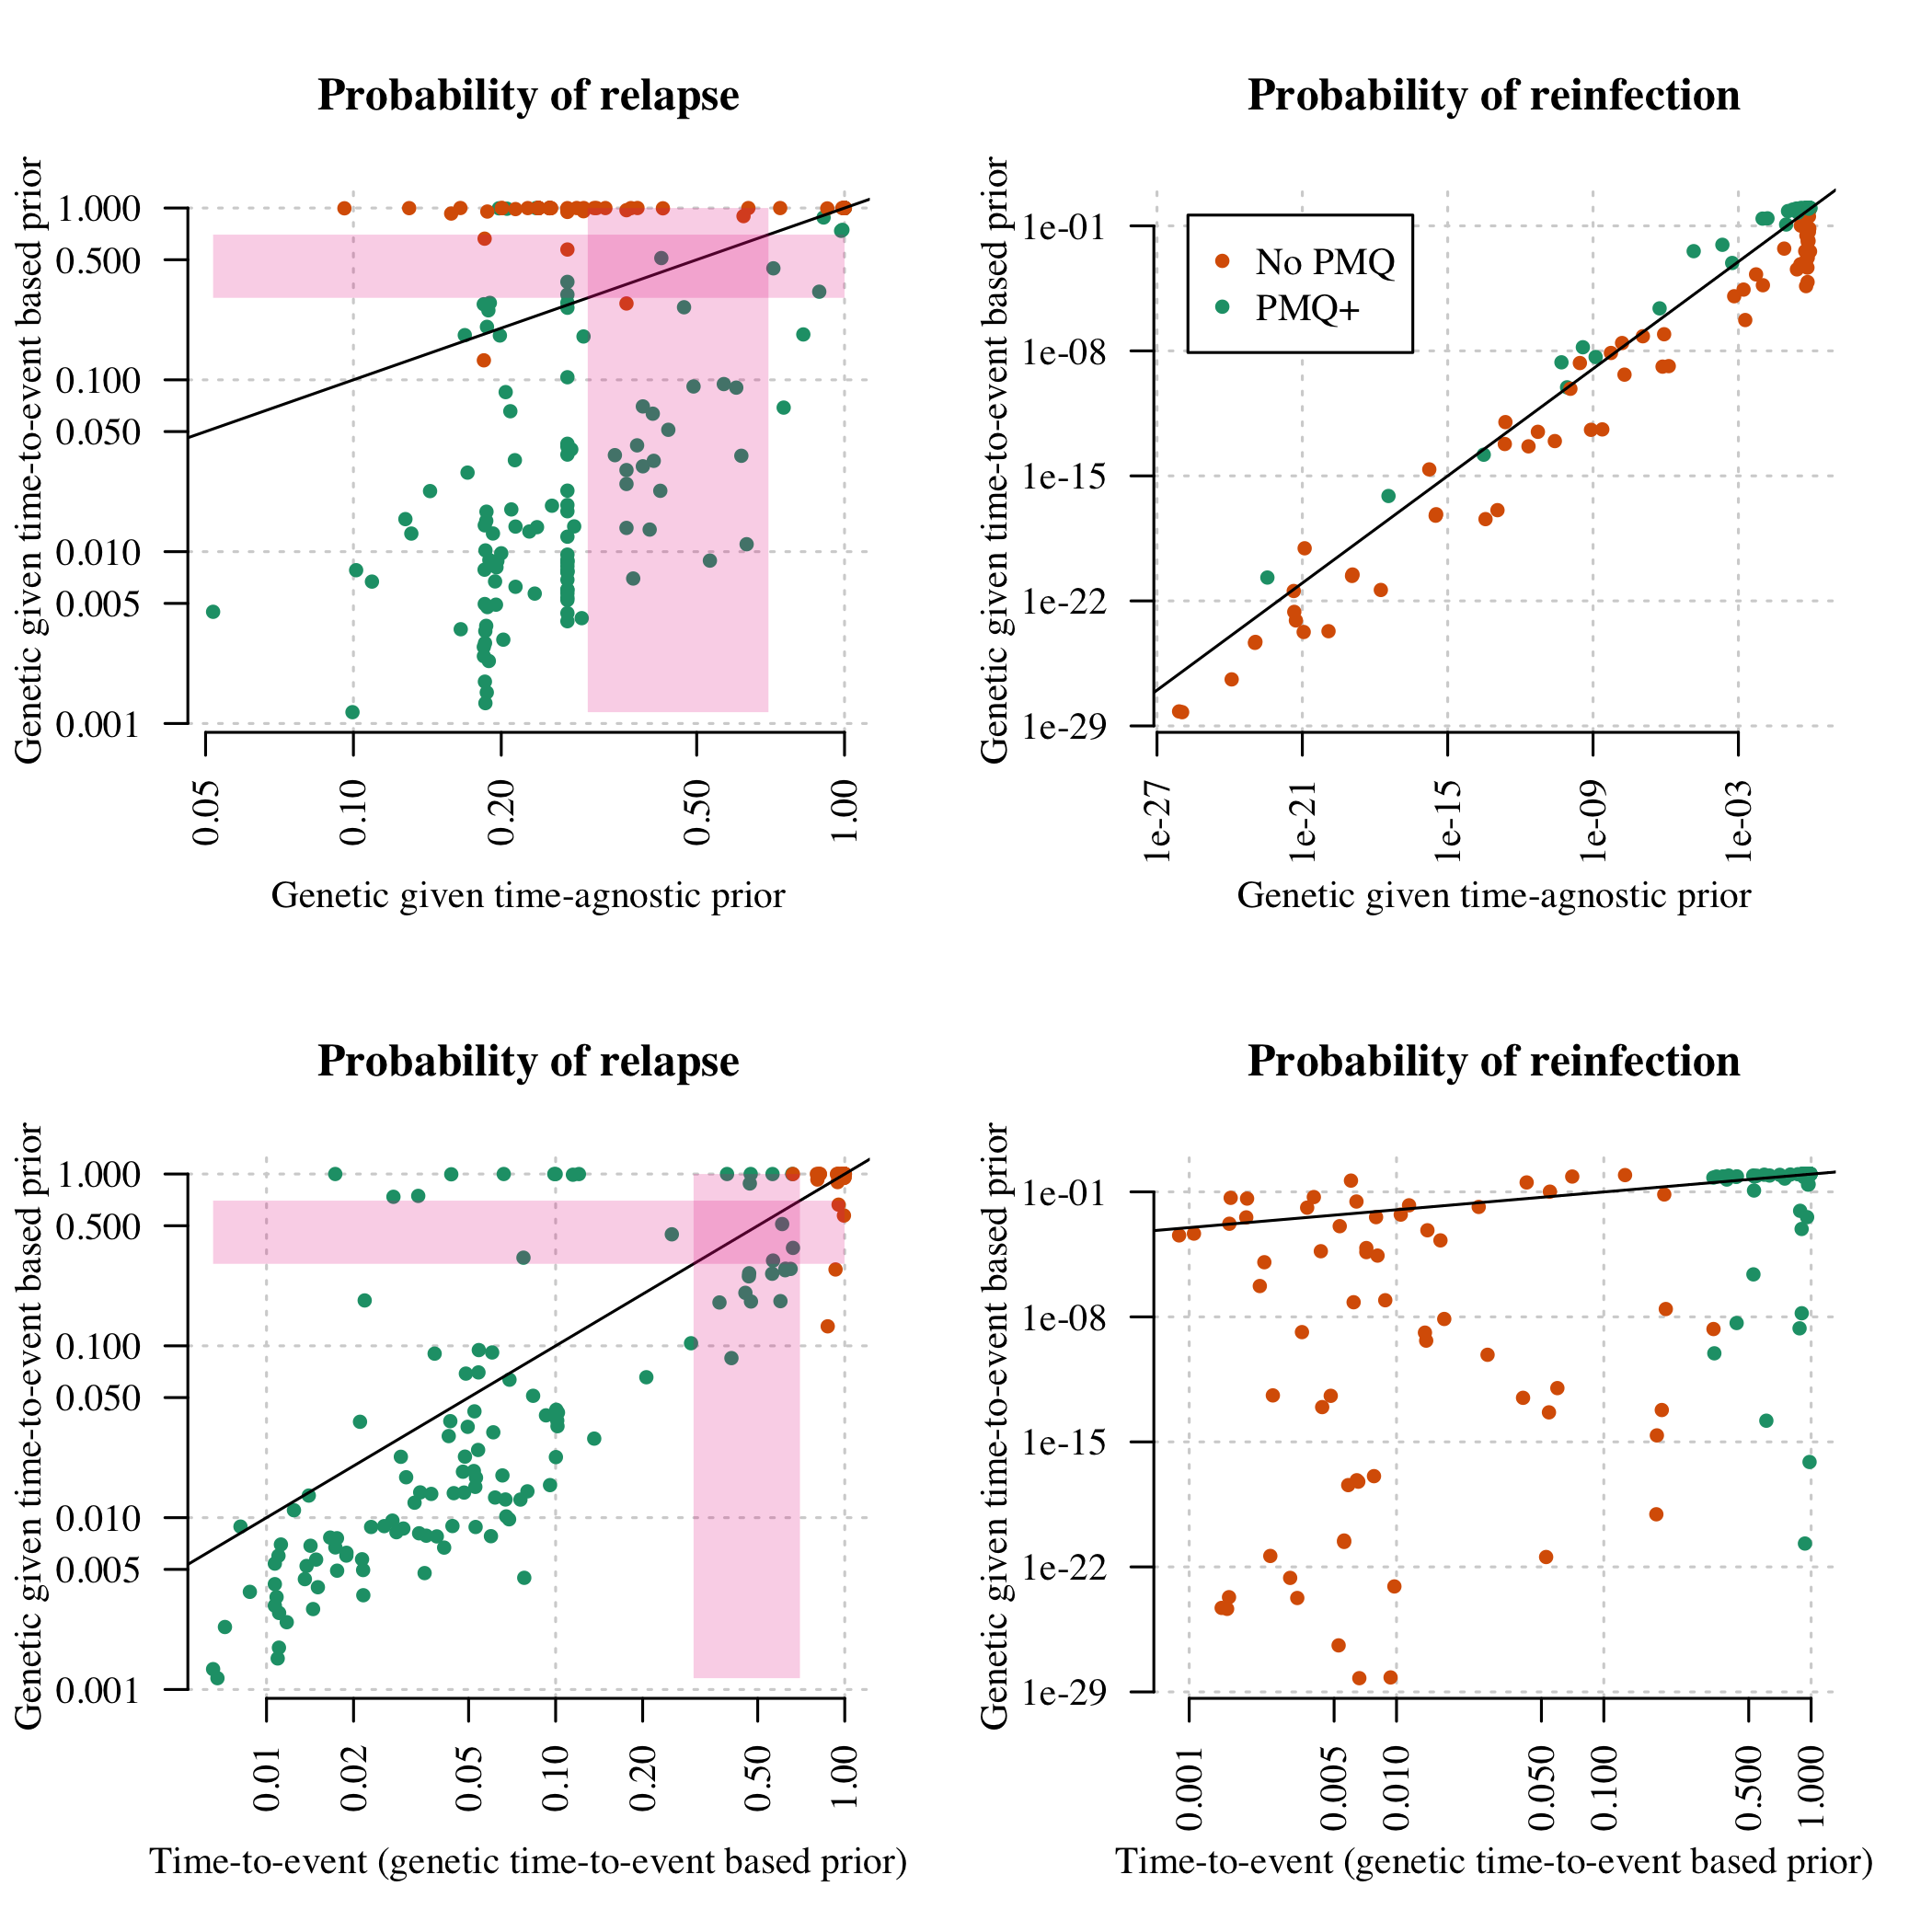 Probability of relapse
Genetic given time-to-event based prior
1.000
0.500
0.100
0.050
0.010
0.005
0.001
0.05
0.10
0.20
0.50
1.00
Genetic given time-agnostic prior
Probability of reinfection
Genetic given time-to-event based prior
1e-01
1e-08
1e-15
1e-22
1e-29
No PMQ
PMQ+
1e-27
1e-21
1e-15
1e-09
1e-03
Genetic given time-agnostic prior
Probability of relapse
Genetic given time-to-event based prior
1.000
0.500
0.100
0.050
0.010
0.005
0.001
0.01
0.02
0.05
0.10
0.20
0.50
1.00
Time-to-event (genetic time-to-event based prior)
Probability of reinfection
Genetic given time-to-event based prior
1e-01
1e-08
1e-15
1e-22
1e-29
0.001
0.005
0.010
0.050
0.100
0.500
1.000
Time-to-event (genetic time-to-event based prior)